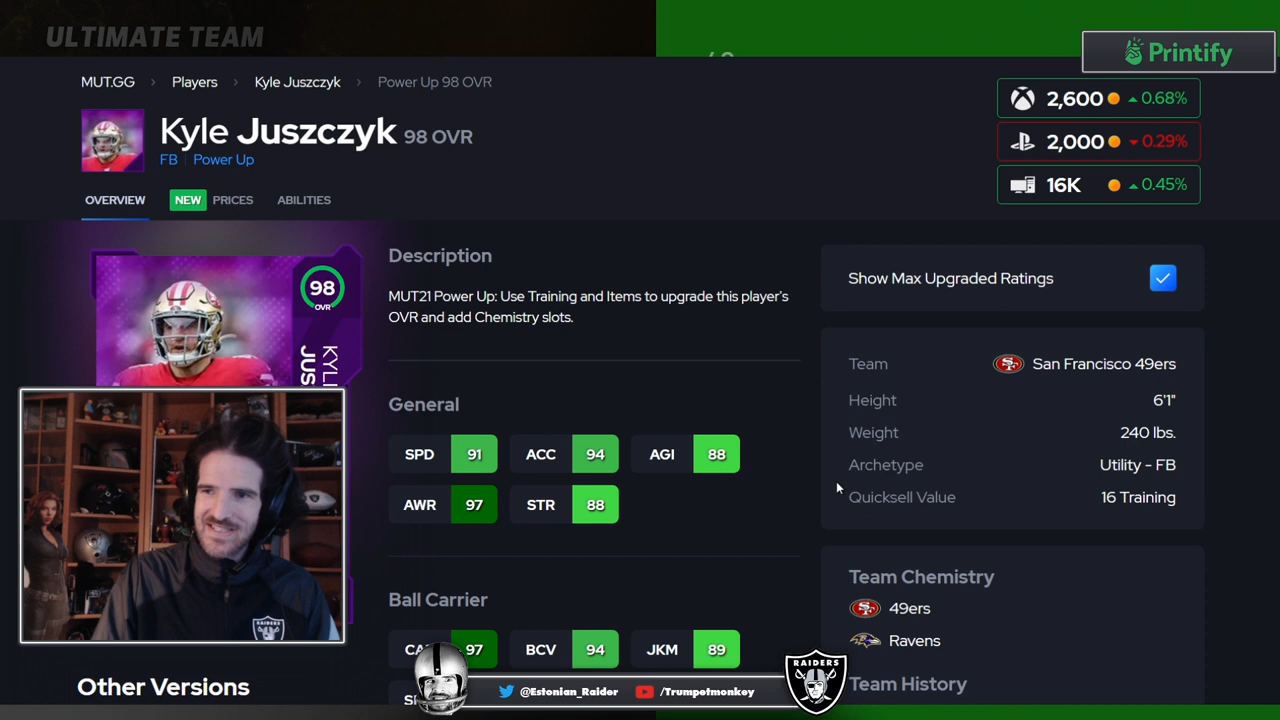 ULTIMATE TEAM
Printify
MUT.GG > Players > Kyle Juszczyk > Power Up 98 OVR
Kyle Juszczyk 98 OVR
FB Power Up
2,600 0.68%
2,000 0.29%
16K 0.45%
OVERVIEW NEW PRICES ABILITIES
98
OVR
Description
MUT21 Power Up: Use Training and Items to upgrade this player's
OVR and add Chemistry slots.
Show Max Upgraded Ratings
Team San Francisco 49ers
Height 6'1"
Weight 240 lbs.
Archetype Utility - FB
Quicksell Value 16 Training
General
SPD 91 ACC 94 AGI 88
AWR 97 STR 88
Ball Carrier
97 BCV 94 JKM 89
Team Chemistry
49ers
Ravens
Team History
Other Versions
RAIDERS
@Estonian_Raider /Trumpetmonkey
RAIDERS